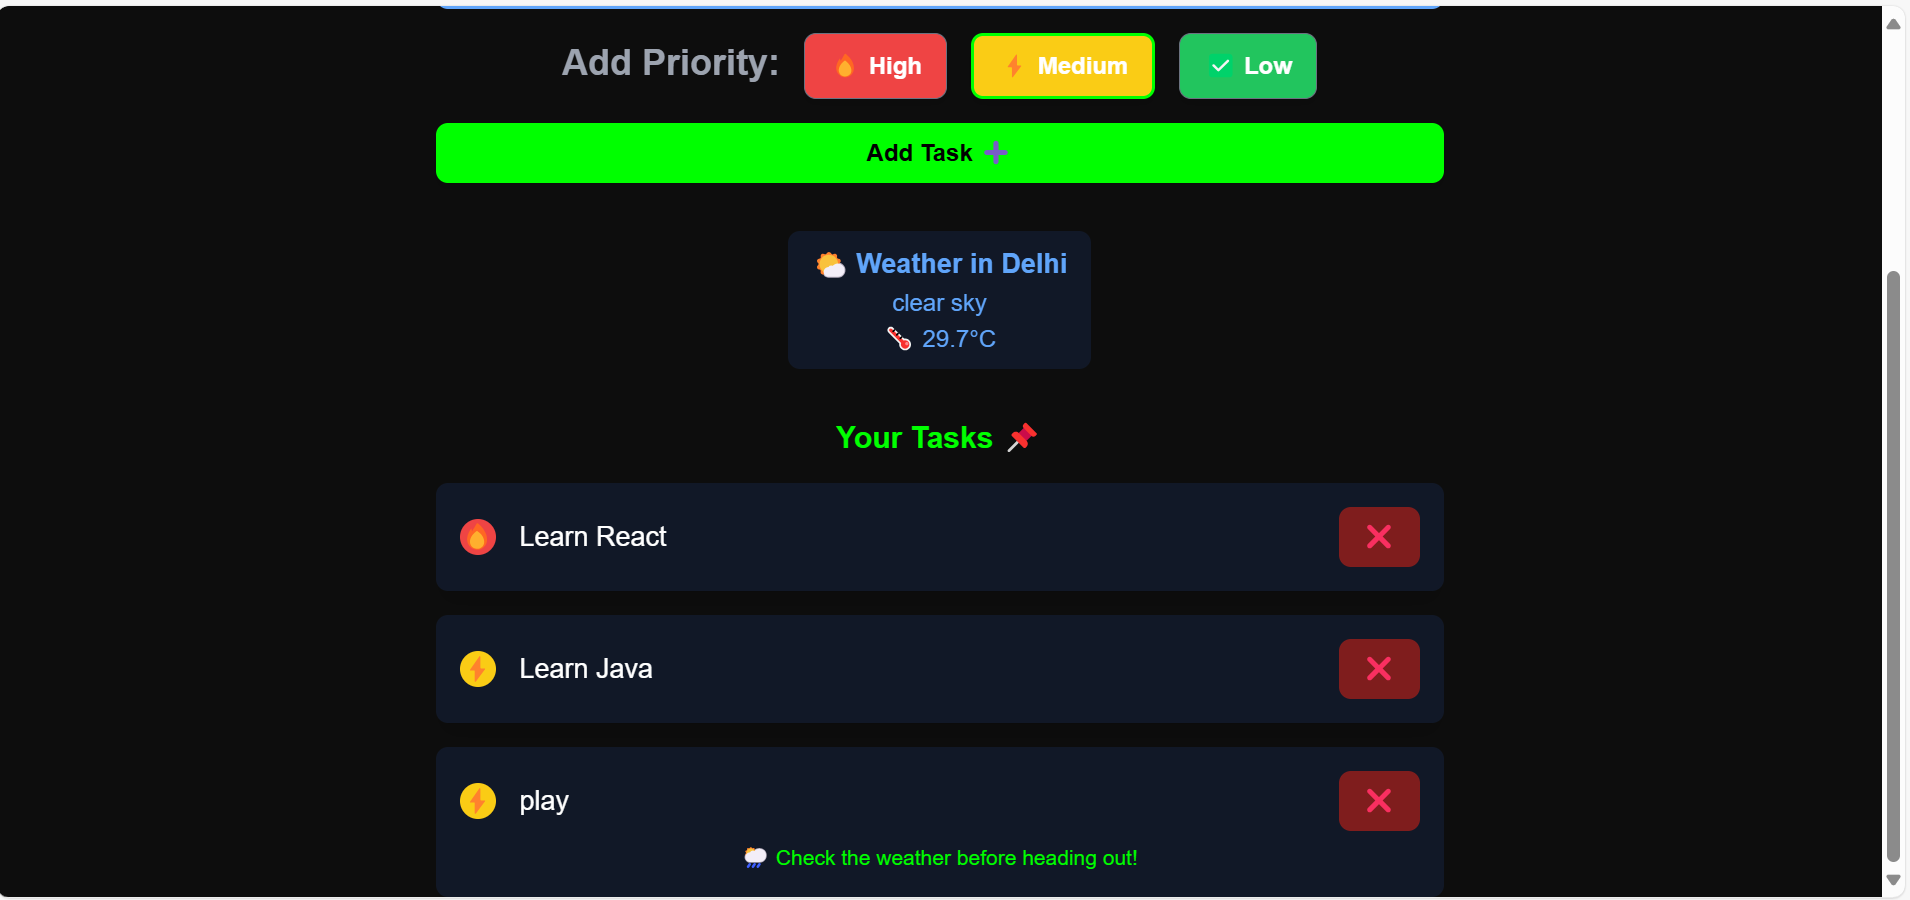 Add Priority: 🔥 High ⚡ Medium ✅ Low
Add Task ➕
🌤️ Weather in Delhi
clear sky
🌡️ 29.7°C
Your Tasks 📌
🔥 Learn React ❌
⚡ Learn Java ❌
⚡ play ❌
🌦️ Check the weather before heading out!